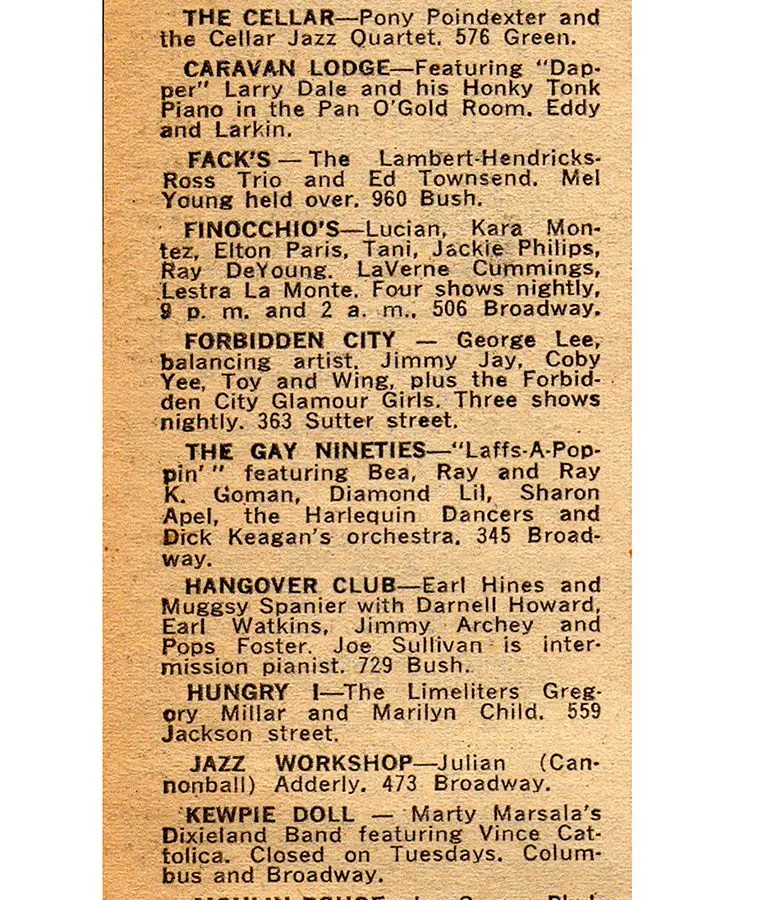 THE CELLAR—Pony Poindexter and
the Cellar Jazz Quartet. 576 Green.
CARAVAN LODGE—Featuring "Dap-
per" Larry Dale and his Honky Tonk
Piano in the Pan O'Gold Room. Eddy
and Larkin.
FACK'S — The Lambert-Hendricks-
Ross Trio and Ed Townsend. Mel
Young held over. 960 Bush.
FINOCCHIO'S—Lucian, Kara Mon-
tez, Elton Paris, Tani, Jackie Philips,
Ray DeYoung. LaVerne Cummings,
Lestra La Monte. Four shows nightly,
9 p. m. and 2 a. m.. 506 Broadway.
FORBIDDEN CITY — George Lee,
balancing artist. Jimmy Jay, Coby
Yee, Toy and Wing, plus the Forbid-
den City Glamour Girls. Three shows
nightly. 363 Sutter street.
THE GAY NINETIES—"Laffs-A-Pop-
pin'" featuring Bea, Ray and Ray
K. Goman, Diamond Lil, Sharon
Apel, the Harlequin Dancers and
Dick Keagan's orchestra. 345 Broad-
way.
HANGOVER CLUB—Earl Hines and
Muggsy Spanier with Darnell Howard,
Earl Watkins, Jimmy Archey and
Pops Foster. Joe Sullivan is inter-
mission pianist. 729 Bush.
HUNGRY I—The Limeliters Greg-
ory Millar and Marilyn Child. 559
Jackson street.
JAZZ WORKSHOP—Julian (Can-
nonball) Adderly. 473 Broadway.
KEWPIE DOLL — Marty Marsala's
Dixieland Band featuring Vince Cat-
tolica. Closed on Tuesdays. Colum-
bus and Broadway.